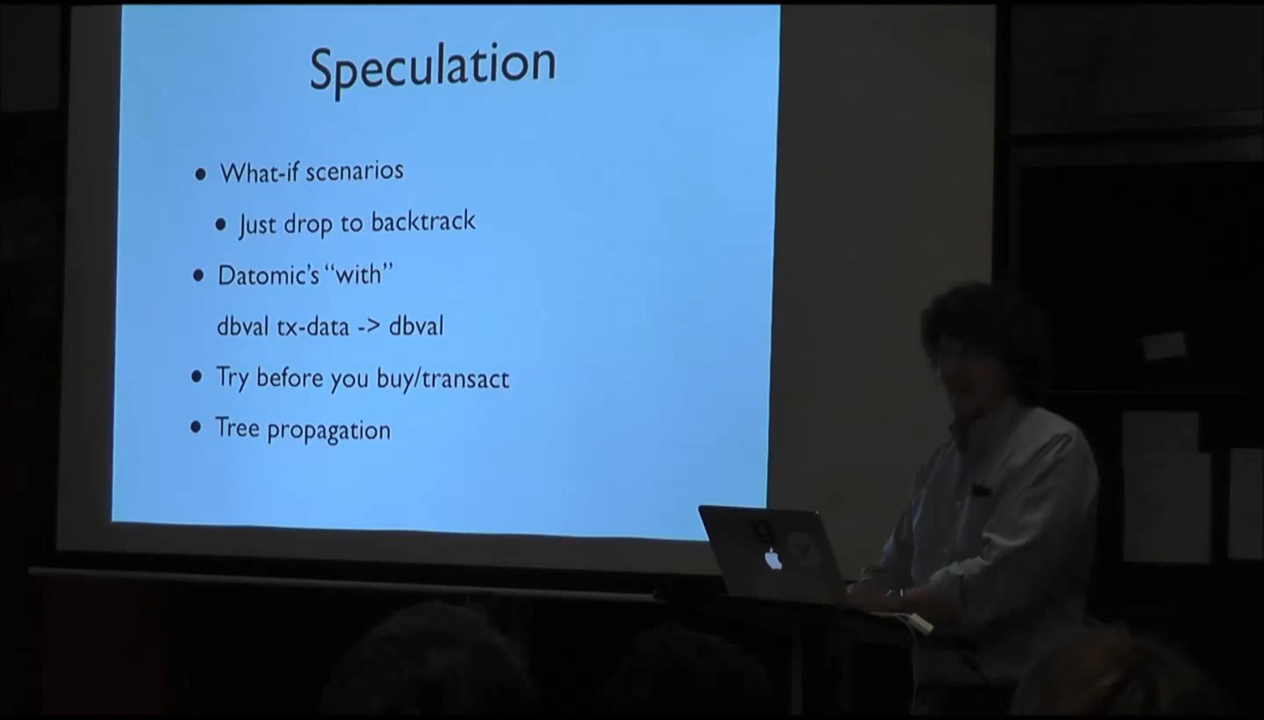 Speculation
• What-if scenarios
• Just drop to backtrack
• Datomic's “with”
dbval tx-data -> dbval
• Try before you buy/transact
• Tree propagation